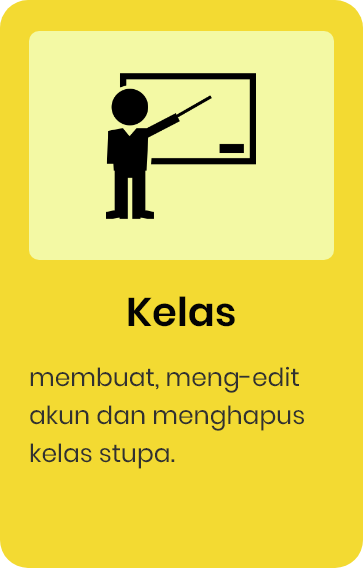 Kelas
membuat, meng-edit
akun dan menghapus
kelas stupa.